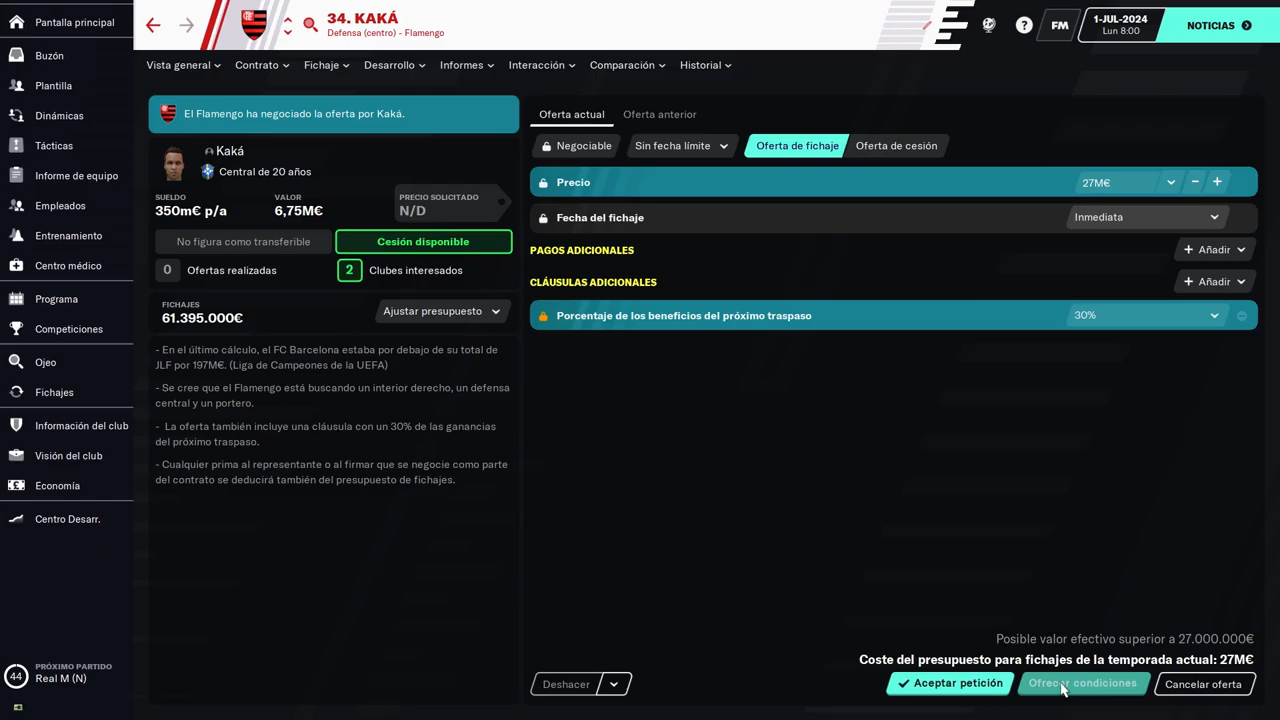 Pantalla principal
Buzón
Plantilla
Dinámicas
Tácticas
Informe de equipo
Empleados
Entrenamiento
Centro médico
Programa
Competiciones
Ojeo
Fichajes
Información del club
Visión del club
Economía
Centro Desarr.
44
PRÓXIMO PARTIDO
Real M (N)
34. KAKÁ
Defensa (centro) - Flamengo
?
FM
1-JUL-2024
Lun 8:00
NOTICIAS
Vista general
Contrato
Fichaje
Desarrollo
Informes
Interacción
Comparación
Historial
El Flamengo ha negociado la oferta por Kaká.
Kaká
Central de 20 años
SUELDO
350m€ p/a
VALOR
6,75M€
PRECIO SOLICITADO
N/D
No figura como transferible
Cesión disponible
0 Ofertas realizadas
2 Clubes interesados
FICHAJES
61.395.000€
Ajustar presupuesto
- En el último cálculo, el FC Barcelona estaba por debajo de su total de
JLF por 197M€. (Liga de Campeones de la UEFA)
- Se cree que el Flamengo está buscando un interior derecho, un defensa
central y un portero.
- La oferta también incluye una cláusula con un 30% de las ganancias
del próximo traspaso.
- Cualquier prima al representante o al firmar que se negocie como parte
del contrato se deducirá también del presupuesto de fichajes.
Oferta actual
Oferta anterior
Negociable
Sin fecha límite
Oferta de fichaje
Oferta de cesión
Precio
27M€
Fecha del fichaje
Inmediata
PAGOS ADICIONALES
Añadir
CLÁUSULAS ADICIONALES
Añadir
Porcentaje de los beneficios del próximo traspaso
30%
Posible valor efectivo superior a 27.000.000€
Coste del presupuesto para fichajes de la temporada actual: 27M€
Deshacer
Aceptar petición
Ofrecer condiciones
Cancelar oferta